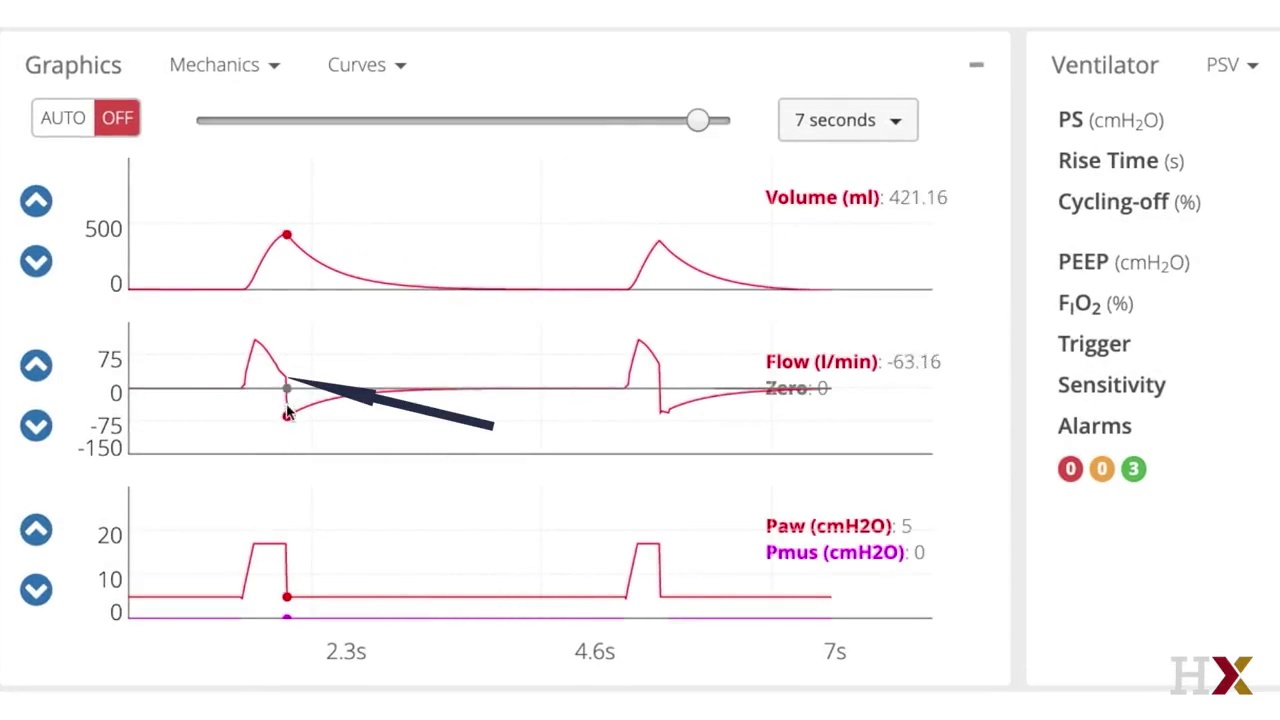 Graphics Mechanics Curves
AUTO OFF 7 seconds
Volume (ml): 421.16
500
0
Flow (l/min): -63.16
Zero: 0
75
0
-75
-150
Paw (cmH2O): 5
Pmus (cmH2O): 0
20
10
0
2.3s 4.6s 7s
Ventilator PSV
PS (cmH₂O)
Rise Time (s)
Cycling-off (%)
PEEP (cmH₂O)
FIO₂ (%)
Trigger
Sensitivity
Alarms
0 0 3
HX